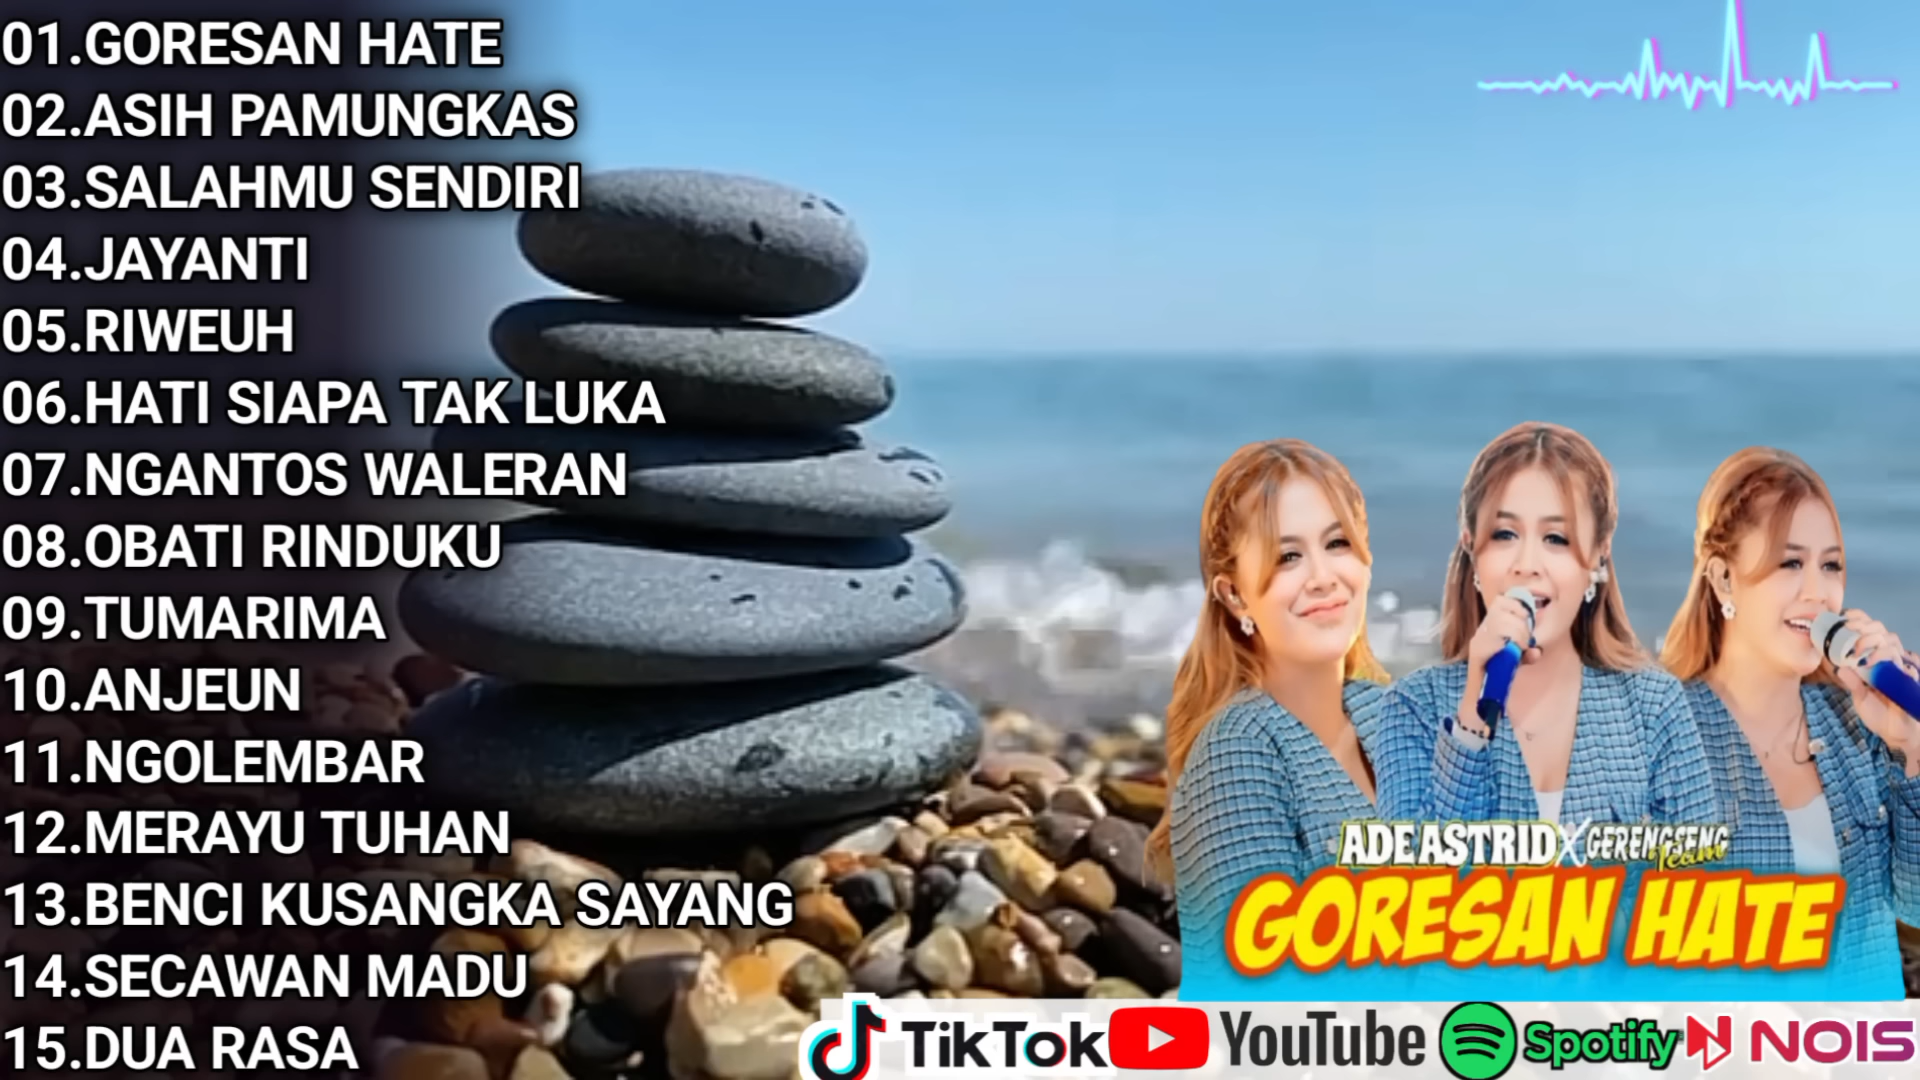 01.GORESAN HATE
02.ASIH PAMUNGKAS
03.SALAHMU SENDIRI
04.JAYANTI
05.RIWEUH
06.HATI SIAPA TAK LUKA
07.NGANTOS WALERAN
08.OBATI RINDUKU
09.TUMARIMA
10.ANJEUN
11.NGOLEMBAR
12.MERAYU TUHAN
13.BENCI KUSANGKA SAYANG
14.SECAWAN MADU
15.DUA RASA
ADE ASTRID X GERENGSENG Team
GORESAN HATE
TikTok YouTube Spotify NOIS